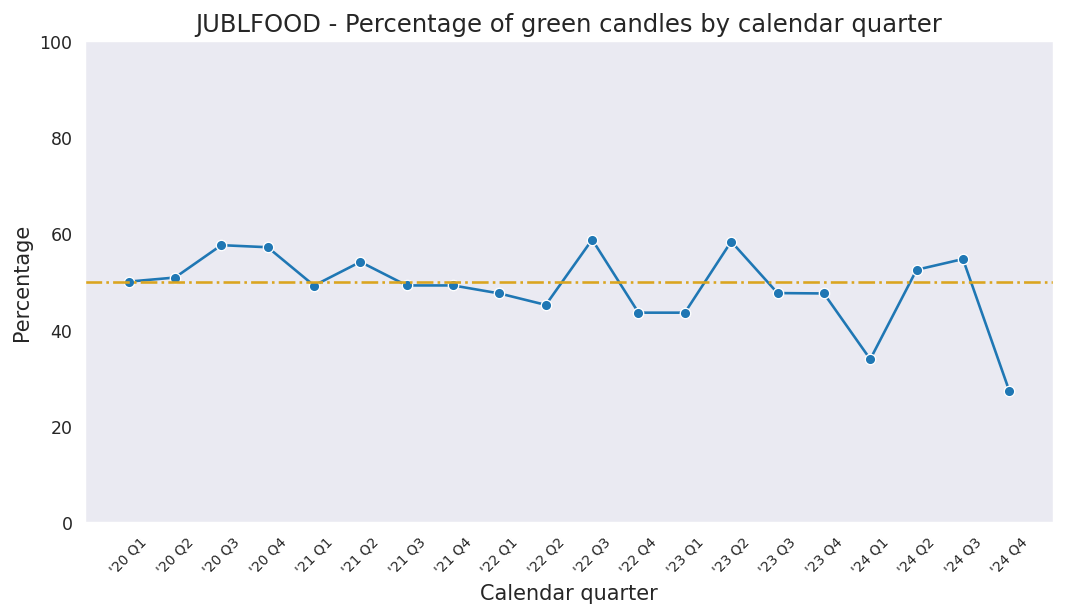 JUBLFOOD - Percentage of green candles by calendar quarter
Percentage
100
80
60
40
20
0
'20 Q1 '20 Q2 '20 Q3 '20 Q4 '21 Q1 '21 Q2 '21 Q3 '21 Q4 '22 Q1 '22 Q2 '22 Q3 '22 Q4 '23 Q1 '23 Q2 '23 Q3 '23 Q4 '24 Q1 '24 Q2 '24 Q3 '24 Q4
Calendar quarter